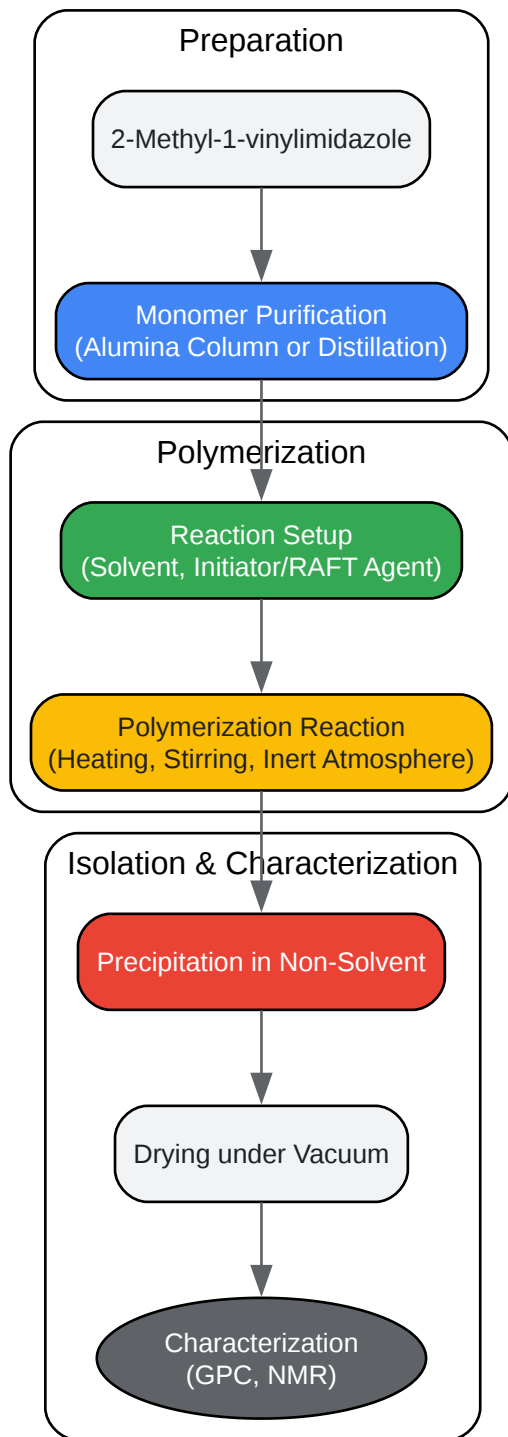 Preparation
2-Methyl-1-vinylimidazole
Monomer Purification
(Alumina Column or Distillation)
Polymerization
Reaction Setup
(Solvent, Initiator/RAFT Agent)
Polymerization Reaction
(Heating, Stirring, Inert Atmosphere)
Isolation & Characterization
Precipitation in Non-Solvent
Drying under Vacuum
Characterization
(GPC, NMR)